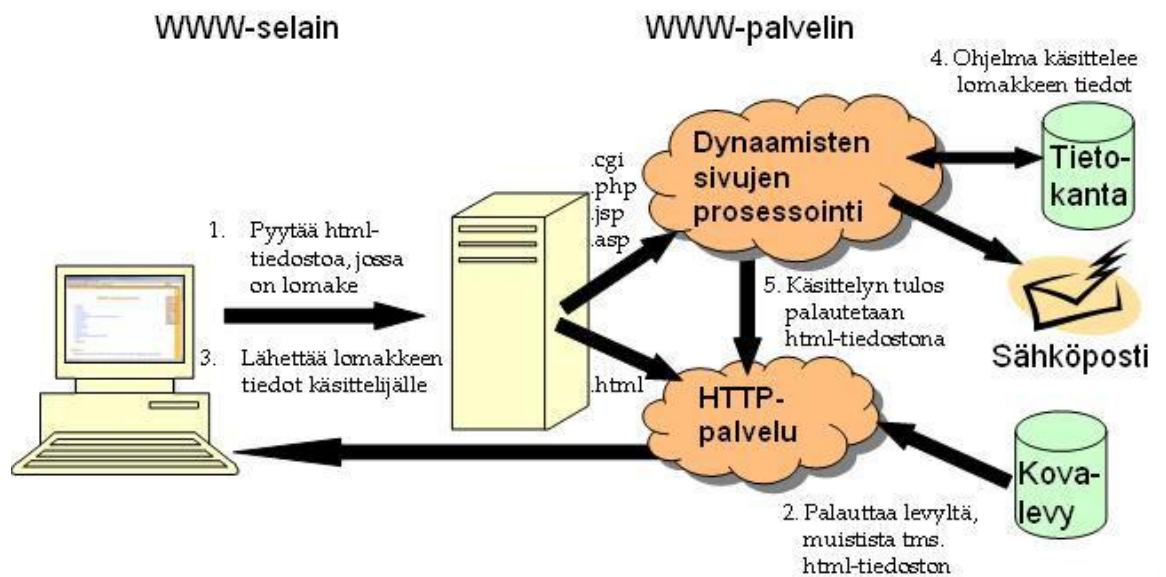 WWW-selain
WWW-palvelin
4. Ohjelma käsittelee
lomakkeen tiedot
Dynaamisten
sivujen
prosessointi
Tieto-
kanta
.cgi
.php
.jsp
.asp
1. Pyytää html-
tiedostoa, jossa
on lomake
5. Käsittelyn tulos
palautetaan
html-tiedostona
Sähköposti
3. Lähettää lomakkeen
tiedot käsittelijälle
.html
HTTP-
palvelu
Kova-
levy
2. Palauttaa levyltä,
muistista tms.
html-tiedoston